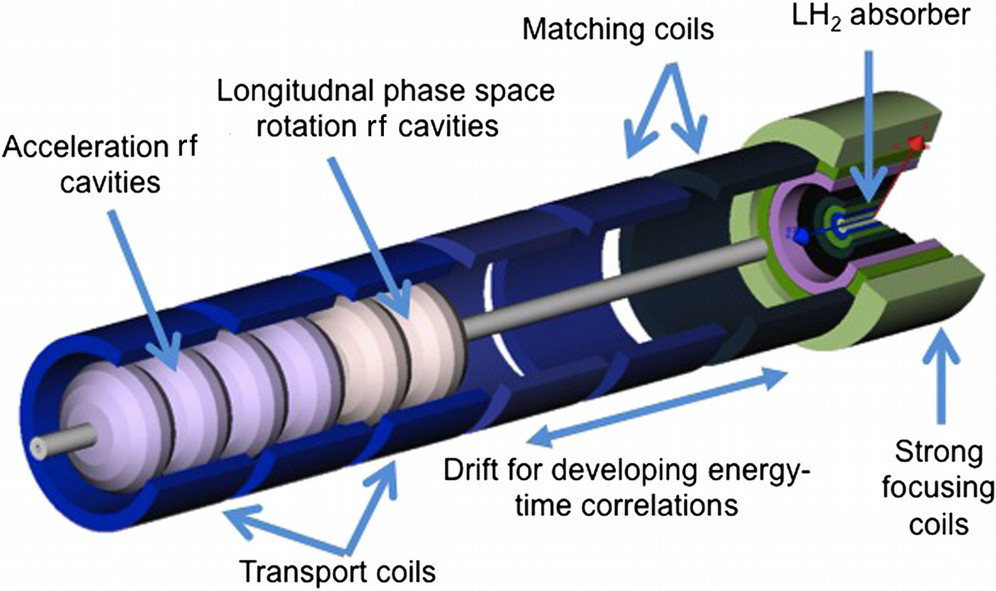 LH2 absorber
Matching coils
Longitudnal phase space
rotation rf cavities
Acceleration rf
cavities
Drift for developing energy-
time correlations
Strong
focusing
coils
Transport coils